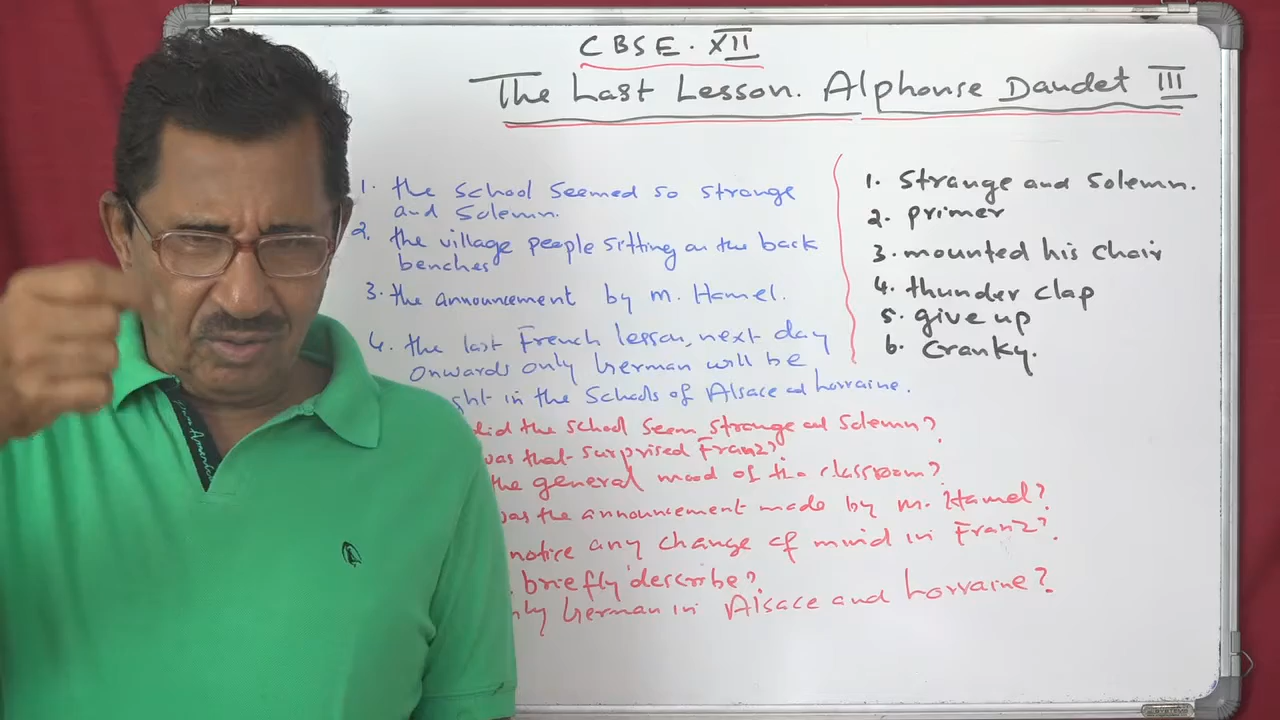 CBSE. XII
The Last Lesson. Alphonse Daudet III
1. the school seemed so strange
and Solemn.
2. the village people sitting on the back
benches
3. the announcement by M. Hamel.
4. the last French lesson, next day
onwards only German will be
ght in the Schools of Alsace and Lorraine.
did the school seem strange and Solemn?
was that surprised Franz?
the general mood of the classroom?
was the announcement made by M. Hamel?
notice any change of mind in Franz?
briefly describe?
nly German in Alsace and Lorraine?
1. Strange and Solemn.
2. primer
3. mounted his chair
4. thunder clap
5. give up
6. Cranky.